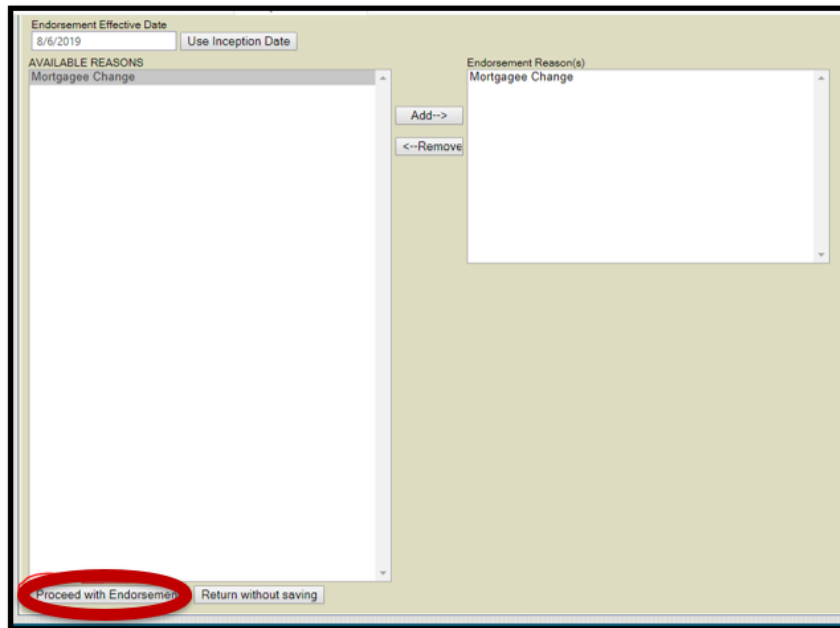 Endorsement Effective Date
8/6/2019 Use Inception Date
AVAILABLE REASONS
Mortgagee Change
Add-->
<--Remove
Endorsement Reason(s)
Mortgagee Change
Proceed with Endorsement Return without saving